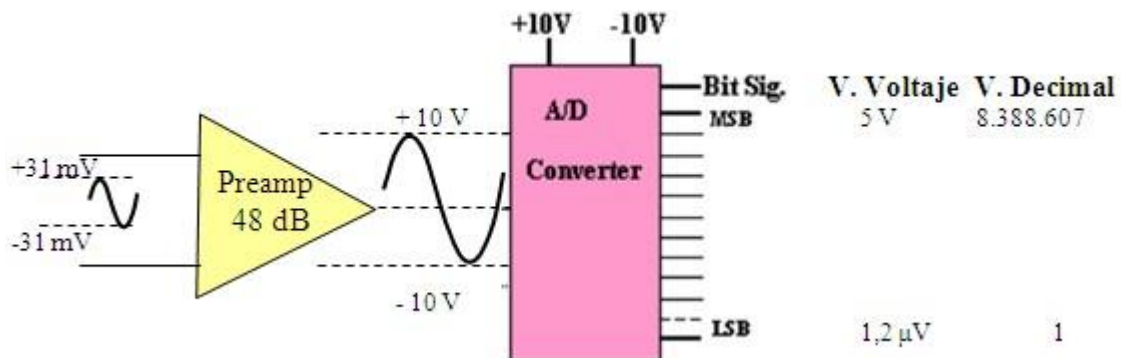 +10V -10V
Bit Sig. V. Voltaje V. Decimal
A/D MSB 5 V 8.388.607
+ 10 V
+31 mV
Converter
Preamp
48 dB
-31 mV
- 10 V
LSB 1,2 μV 1